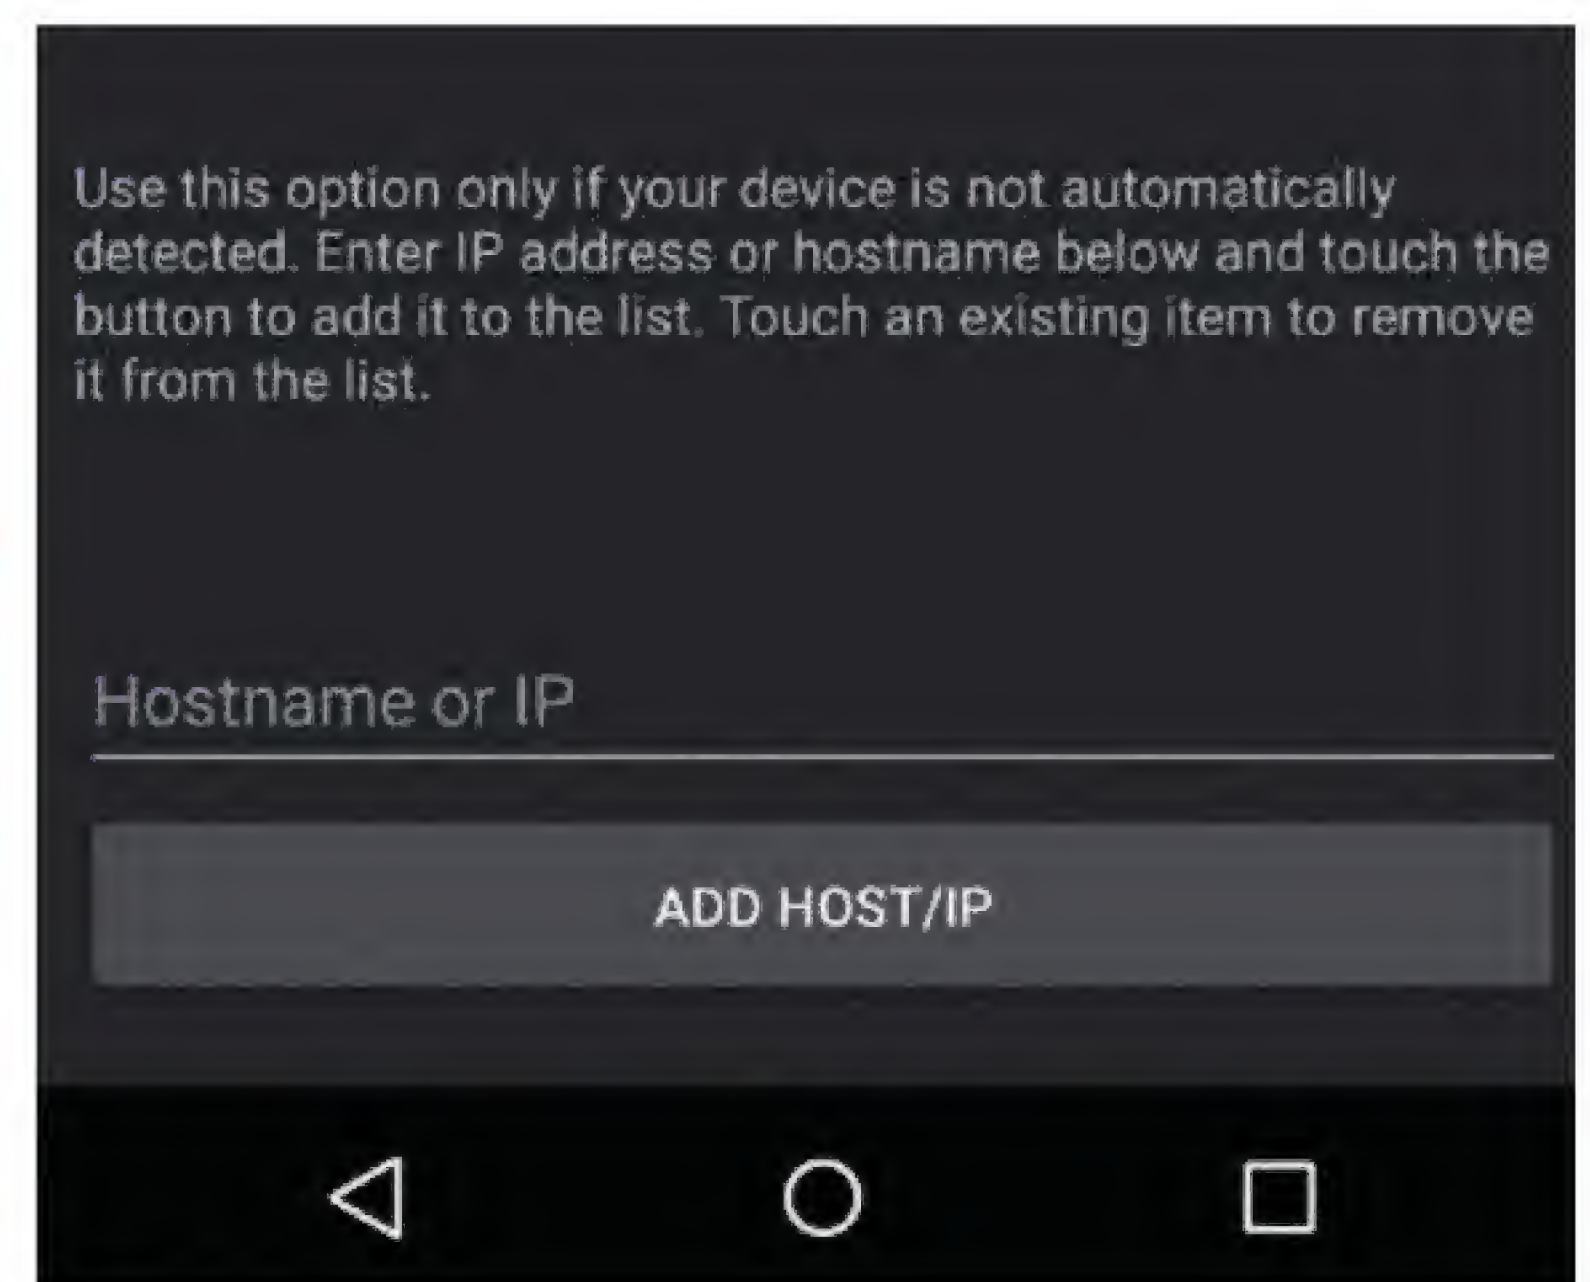 Use this option only if your device is not automatically
detected. Enter IP address or hostname below and touch the
button to add it to the list. Touch an existing item to remove
it from the list.
Hostname or IP
ADD HOST/IP